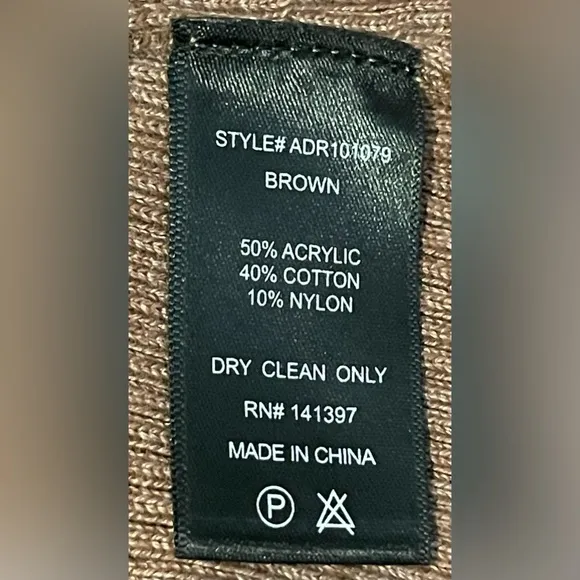 STYLE# ADR101079
BROWN
50% ACRYLIC
40% COTTON
10% NYLON
DRY CLEAN ONLY
RN# 141397
MADE IN CHINA
P